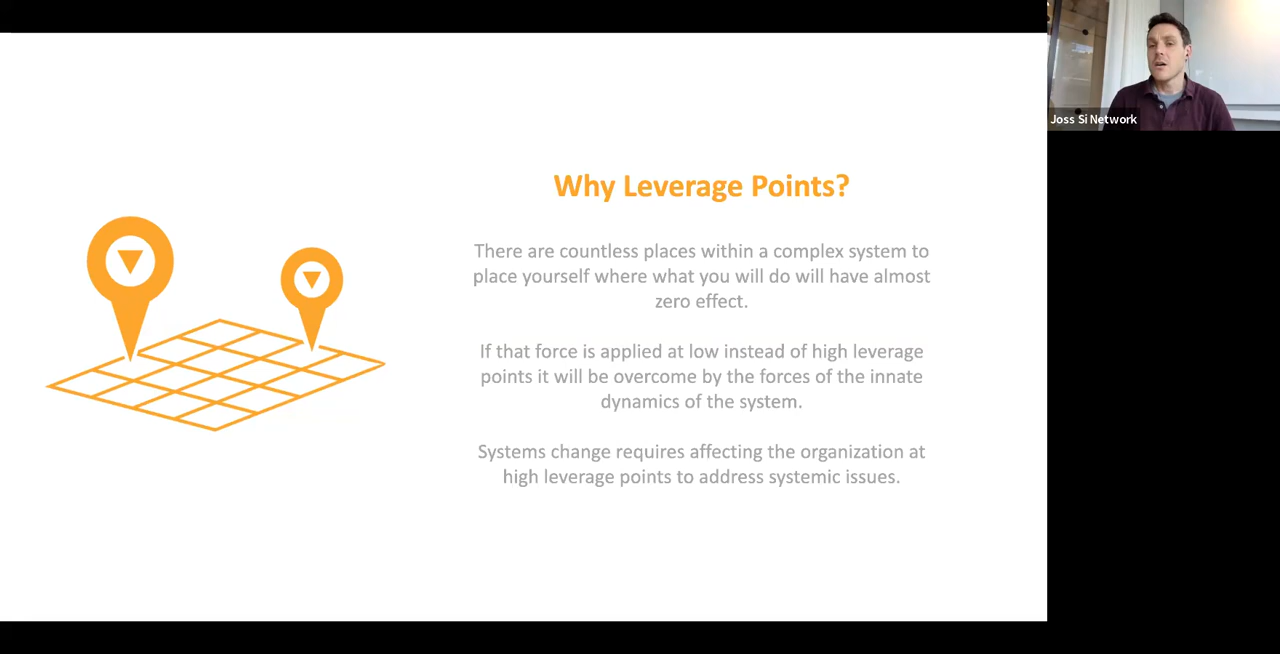 Why Leverage Points?
There are countless places within a complex system to
place yourself where what you will do will have almost
zero effect.
If that force is applied at low instead of high leverage
points it will be overcome by the forces of the innate
dynamics of the system.
Systems change requires affecting the organization at
high leverage points to address systemic issues.
Joss Si Network